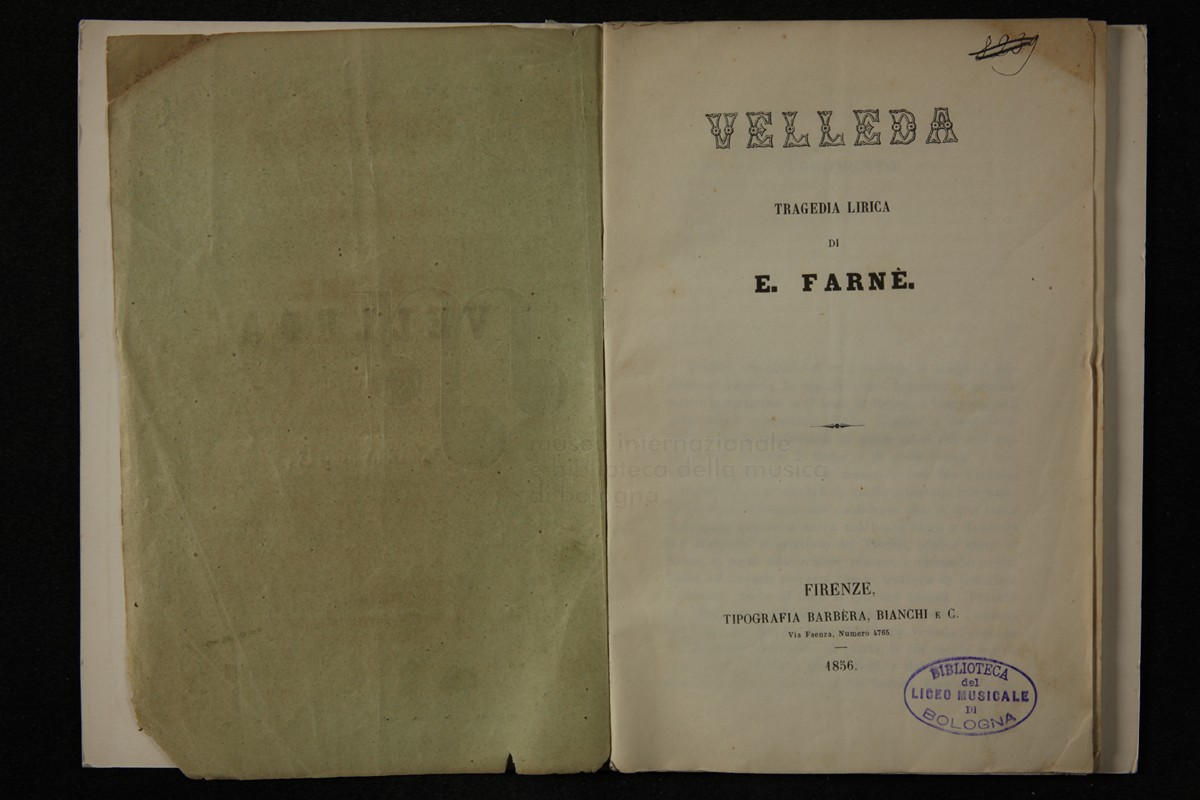 VELLEDA
TRAGEDIA LIRICA
DI
E. FARNÈ.
museo internazionale
e biblioteca della musica
di bologna
FIRENZE,
TIPOGRAFIA BARBÈRA, BIANCHI E C.
Via Faenza, Numero 4765
1856.
BIBLIOTECA
del
LICEO MUSICALE
DI
BOLOGNA